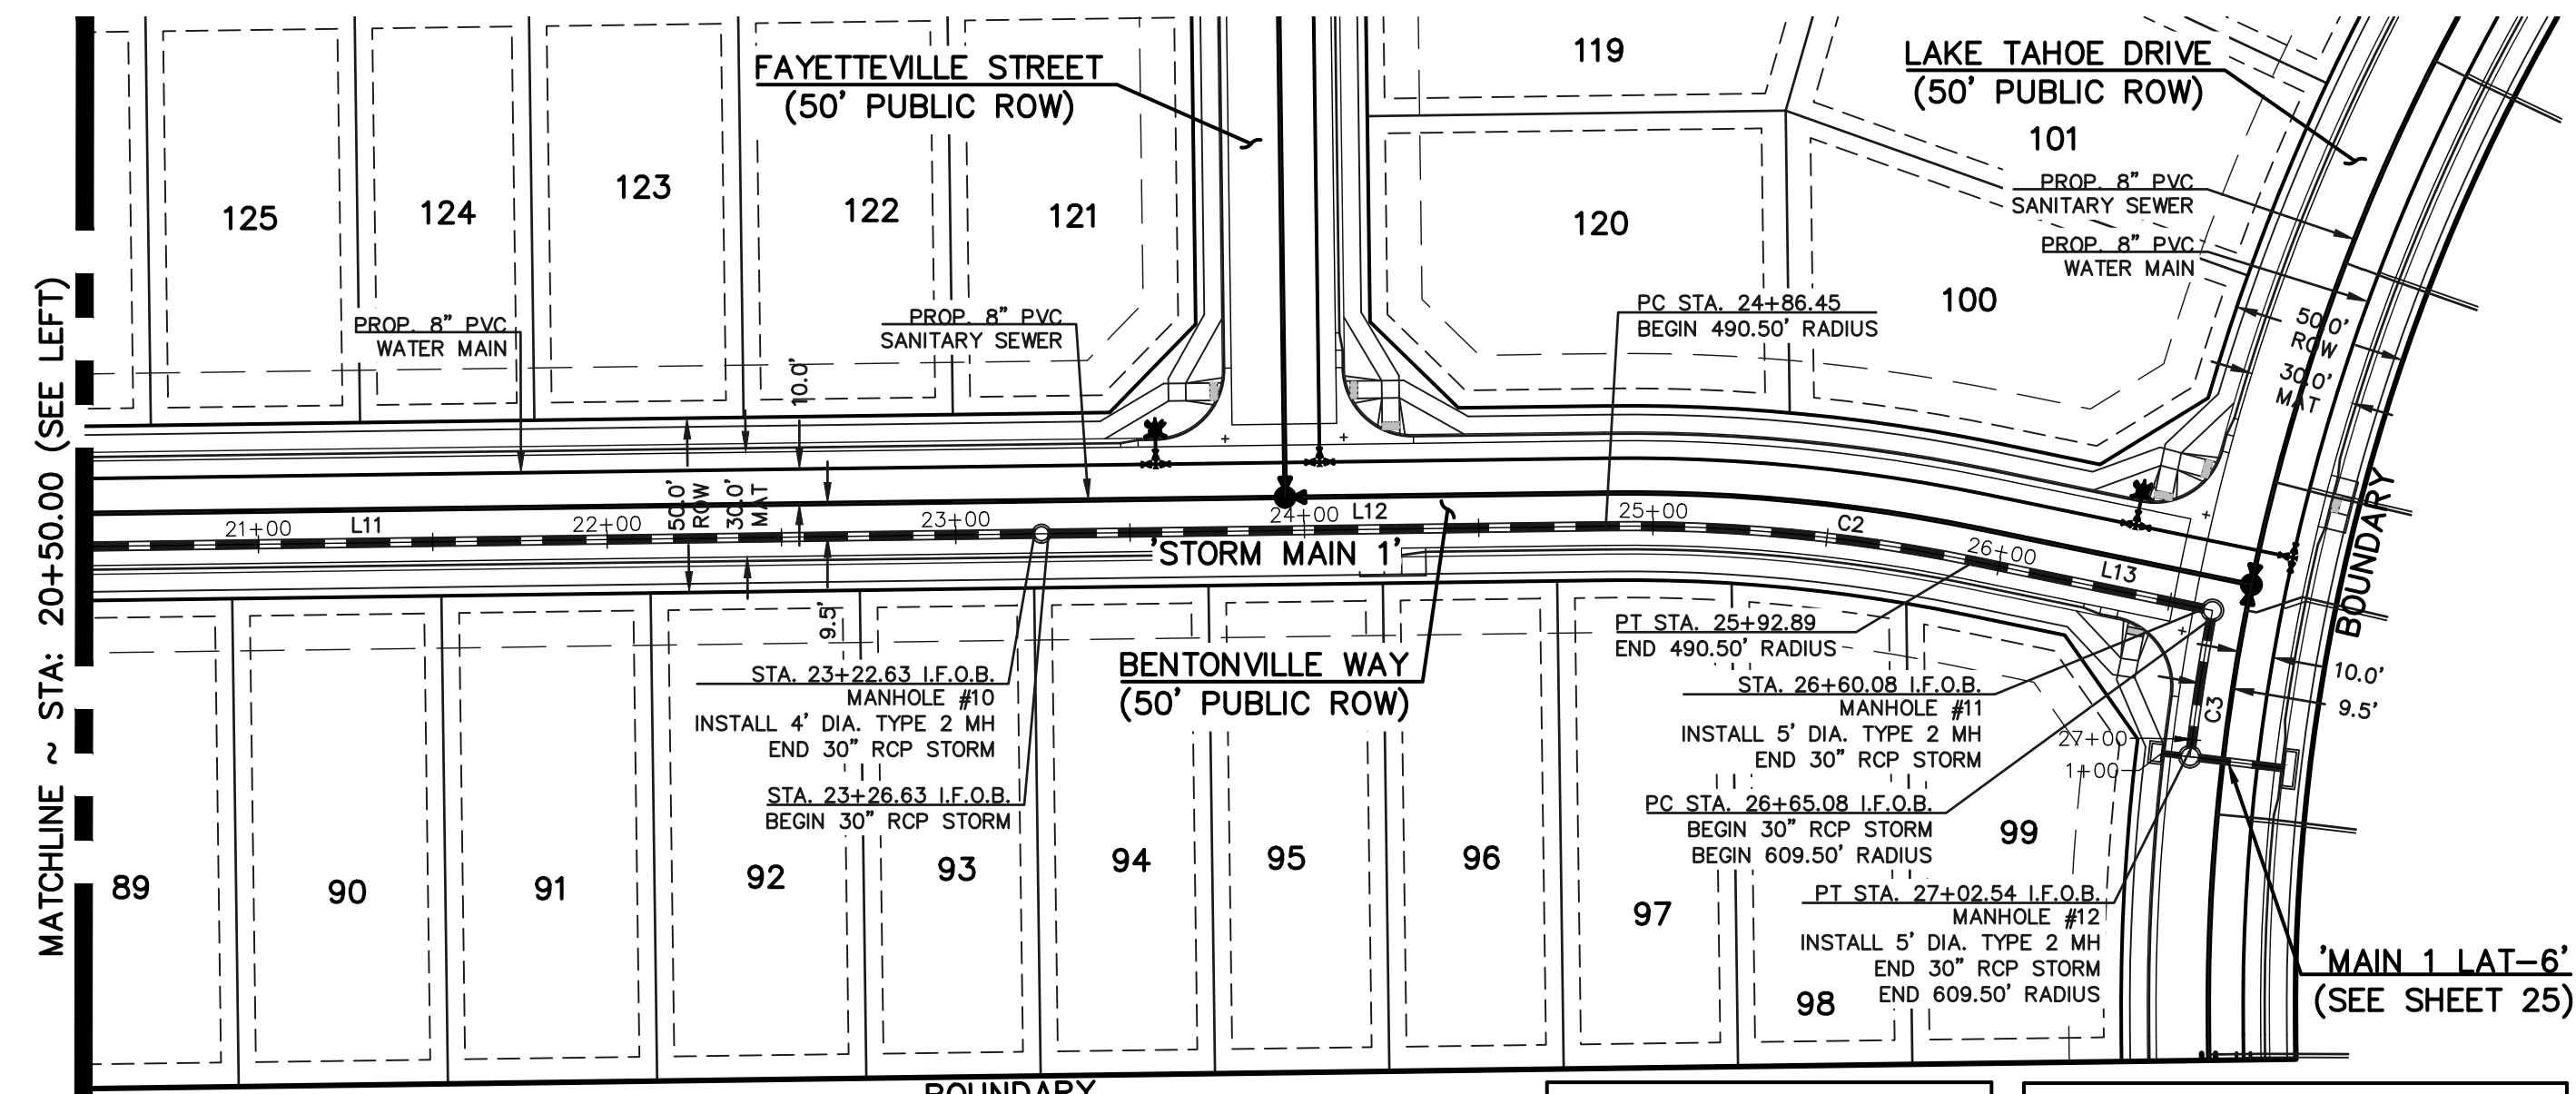 FAYETTEVILLE STREET
(50' PUBLIC ROW)
119
LAKE TAHOE DRIVE
(50' PUBLIC ROW)
101
PROP. 8" PVC
SANITARY SEWER
PROP. 8" PVC
WATER MAIN
125
124
123
122
121
120
100
PROP. 8" PVC
WATER MAIN
PROP. 8" PVC
SANITARY SEWER
PC STA. 24+86.45
BEGIN 490.50' RADIUS
50.0'
ROW
30.0'
MAT
10.0'
MATCHLINE ~ STA: 20+50.00 (SEE LEFT)
50.0'
ROW
30.0'
MAT
21+00
L11
22+00
23+00
24+00
L12
25+00
C2
26+00
L13
'STORM MAIN 1'
BOUNDARY
9.5'
STA. 23+22.63 I.F.O.B.
MANHOLE #10
INSTALL 4' DIA. TYPE 2 MH
END 30" RCP STORM
STA. 23+26.63 I.F.O.B.
BEGIN 30" RCP STORM
BENTONVILLE WAY
(50' PUBLIC ROW)
PT STA. 25+92.89
END 490.50' RADIUS
STA. 26+60.08 I.F.O.B.
MANHOLE #11
INSTALL 5' DIA. TYPE 2 MH
END 30" RCP STORM
PC STA. 26+65.08 I.F.O.B.
BEGIN 30" RCP STORM
BEGIN 609.50' RADIUS
PT STA. 27+02.54 I.F.O.B.
MANHOLE #12
INSTALL 5' DIA. TYPE 2 MH
END 30" RCP STORM
END 609.50' RADIUS
10.0'
9.5'
C3
27+00
1+00
89
90
91
92
93
94
95
96
97
98
99
'MAIN 1 LAT-6'
(SEE SHEET 25)
BOUNDARY